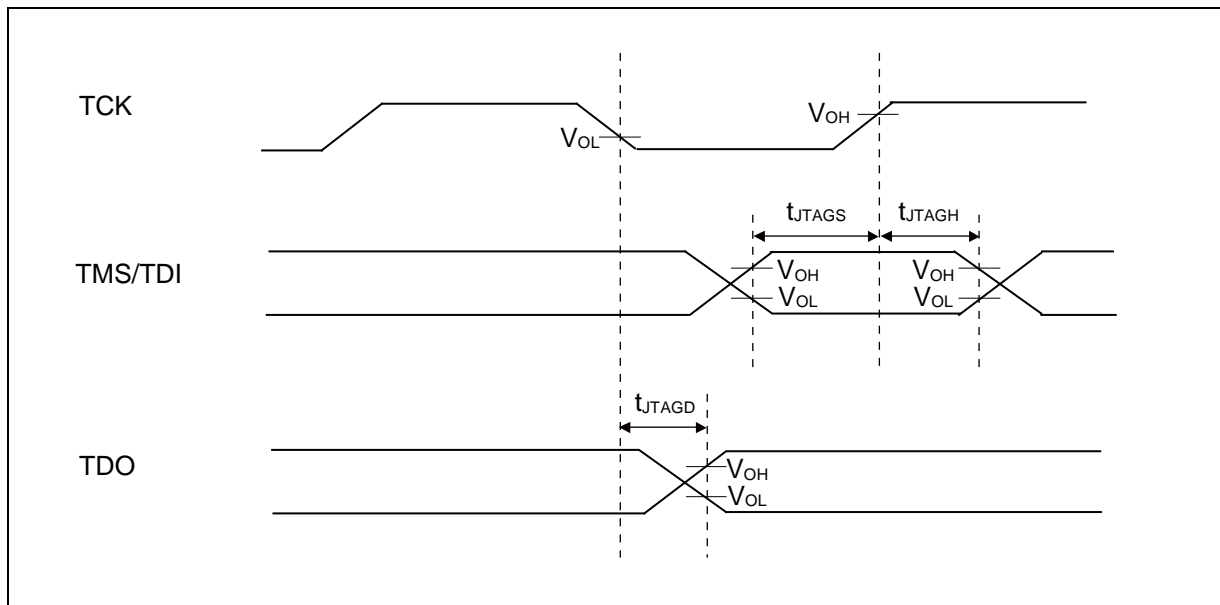 TCK
VOL
VOH
tJTAGS
tJTAGH
TMS/TDI
VOH
VOL
VOH
VOL
tJTAGD
TDO
VOH
VOL